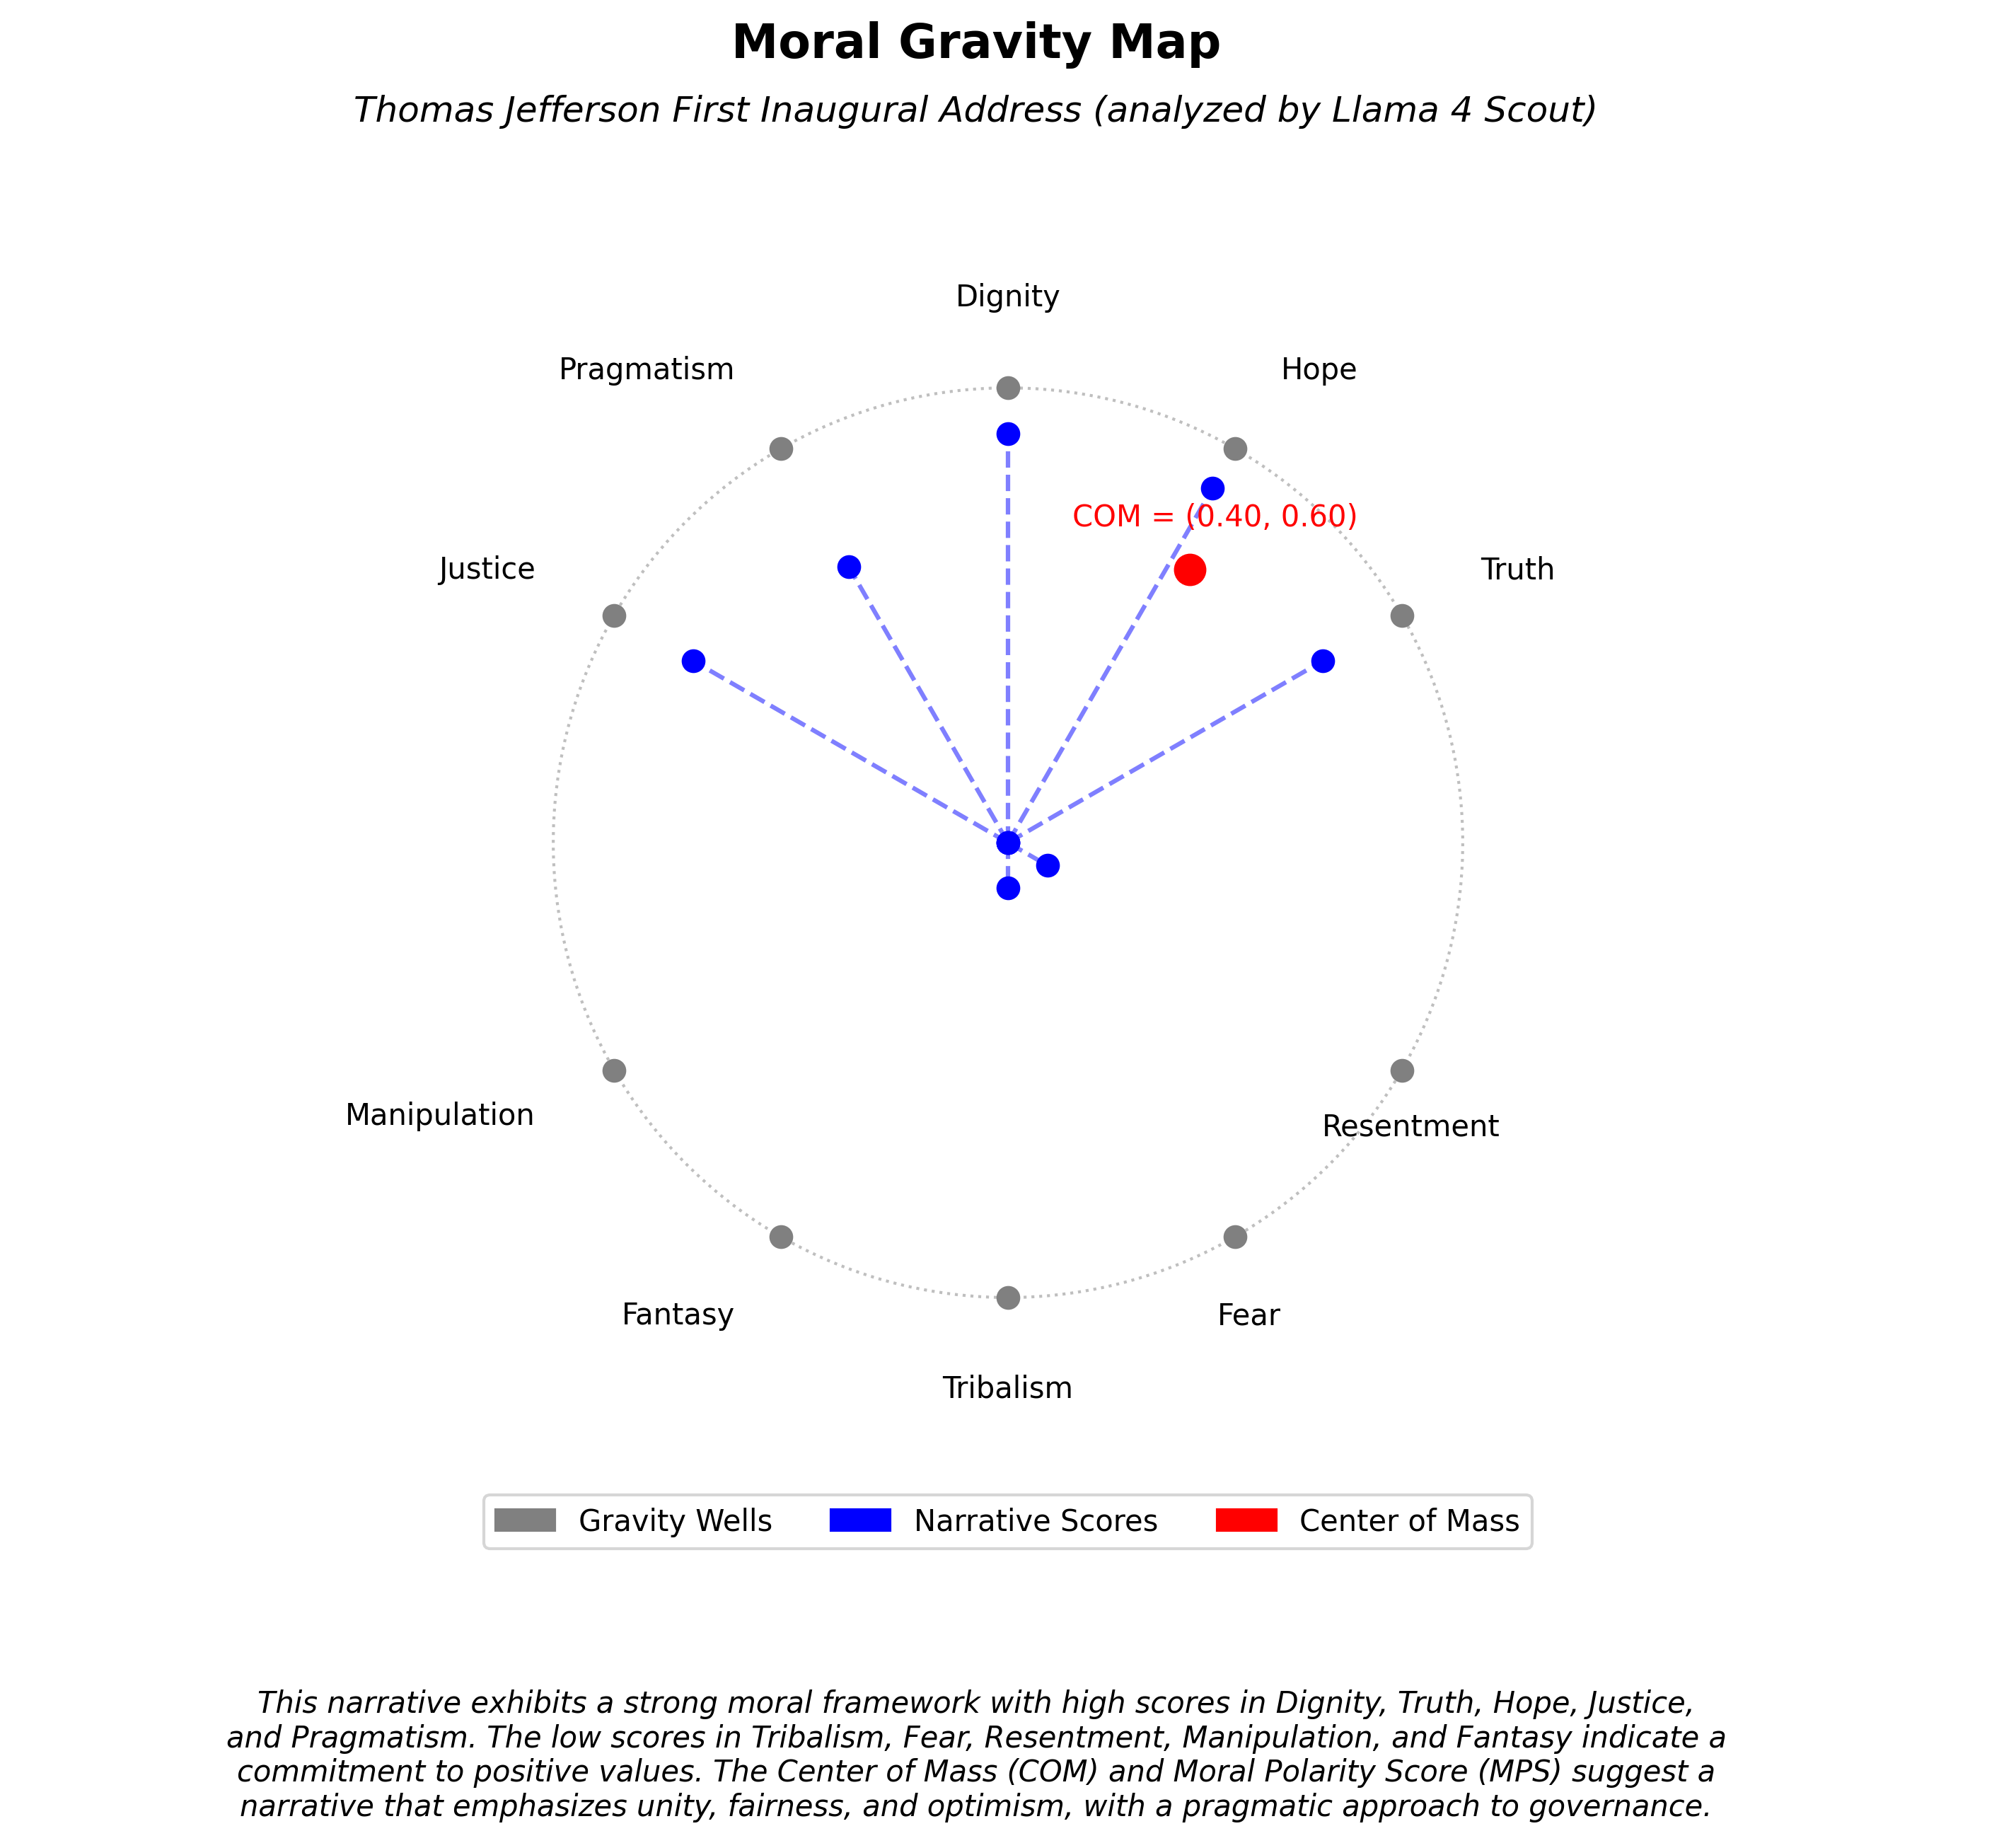 Moral Gravity Map
Thomas Jefferson First Inaugural Address (analyzed by Llama 4 Scout)
Dignity
Pragmatism
Hope
COM = (0.40, 0.60)
Justice
Truth
Manipulation
Resentment
Fantasy
Fear
Tribalism
Gravity Wells
Narrative Scores
Center of Mass
This narrative exhibits a strong moral framework with high scores in Dignity, Truth, Hope, Justice,
and Pragmatism. The low scores in Tribalism, Fear, Resentment, Manipulation, and Fantasy indicate a
commitment to positive values. The Center of Mass (COM) and Moral Polarity Score (MPS) suggest a
narrative that emphasizes unity, fairness, and optimism, with a pragmatic approach to governance.